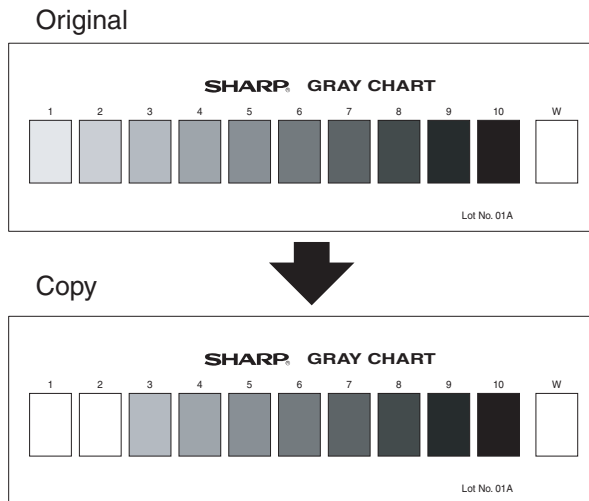 Original
SHARP® GRAY CHART
1 2 3 4 5 6 7 8 9 10 W
Lot No. 01A
Copy
SHARP® GRAY CHART
1 2 3 4 5 6 7 8 9 10 W
Lot No. 01A